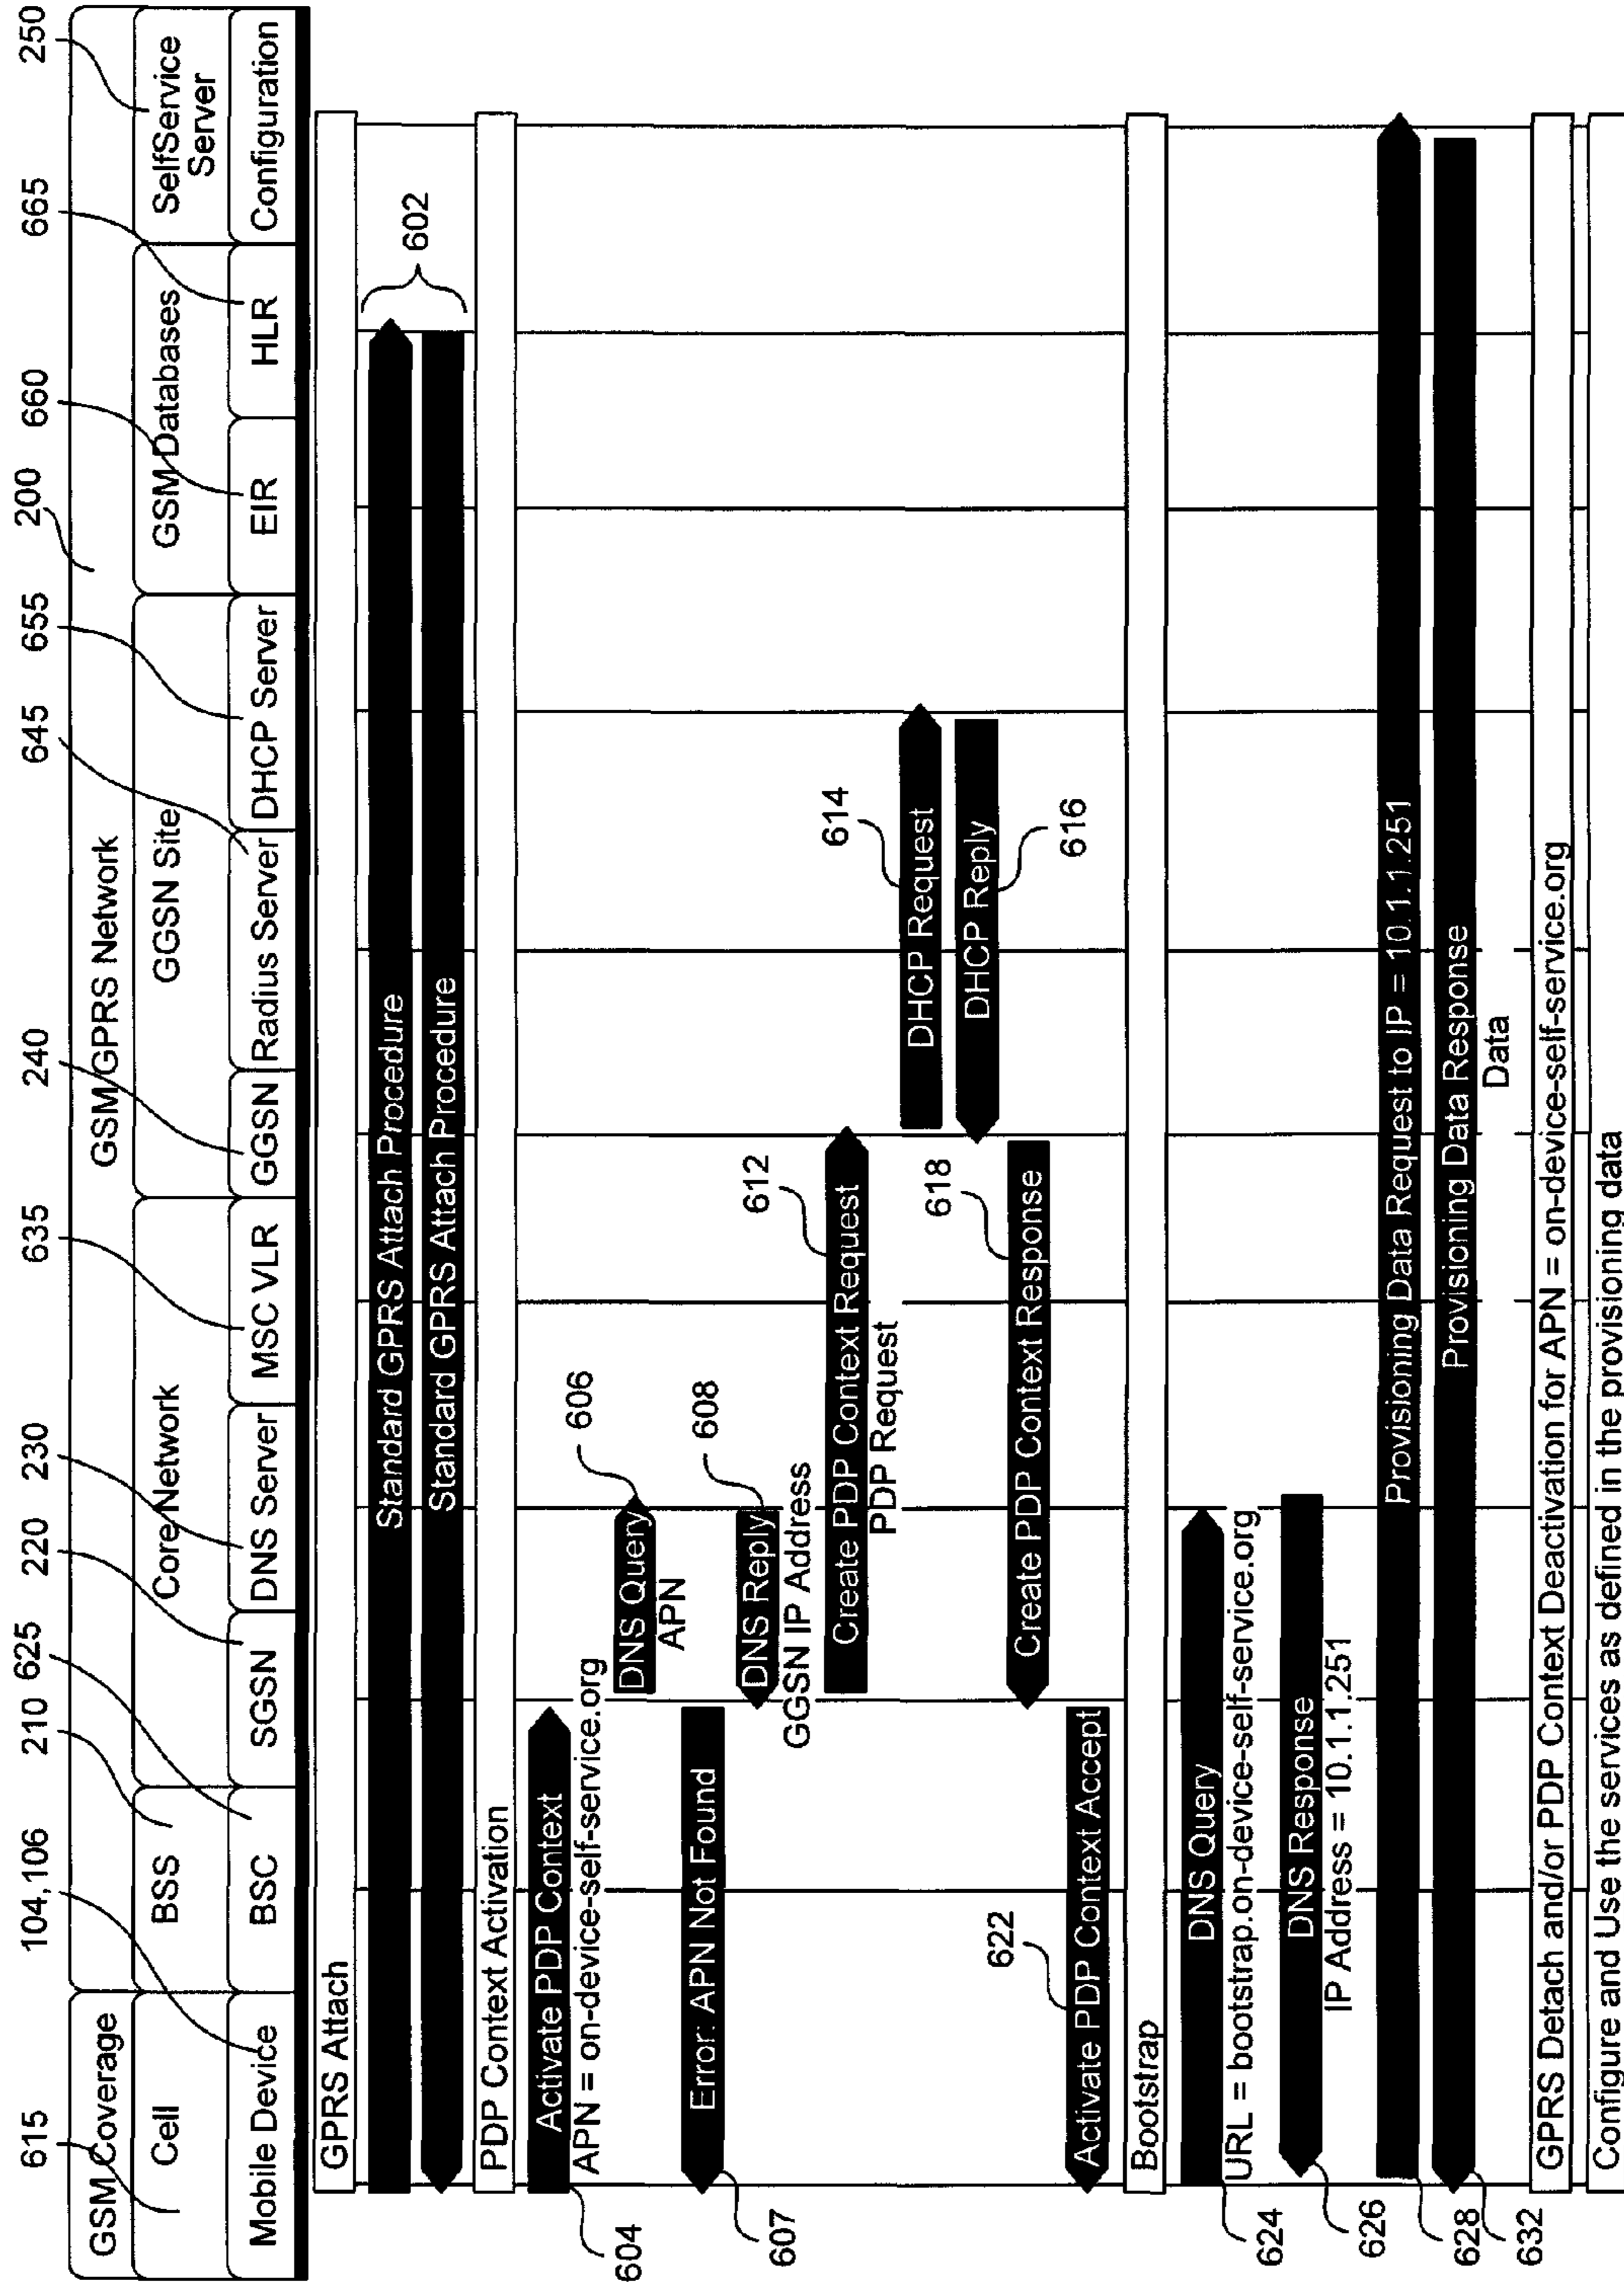 615
104,106
210
625
220
230
635
240
645
655
200
660
665
250
GSM Coverage
GSM/GPRS Network
Cell
BSS
Core Network
GGSN Site
GSM Databases
SelfService
Server
Mobile Device
BSC
SGSN
DNS Server
MSC VLR
GGSN
Radius Server
DHCP Server
EIR
HLR
Configuration
GPRS Attach
Standard GPRS Attach Procedure
Standard GPRS Attach Procedure
602
PDP Context Activation
Activate PDP Context
APN = on-device-self-service.org
604
DNS Query
APN
606
Error: APN Not Found
607
DNS Reply
GGSN IP Address
608
Create PDP Context Request
PDP Request
612
DHCP Request
614
DHCP Reply
616
Create PDP Context Response
618
Activate PDP Context Accept
622
Bootstrap
DNS Query
URL = bootstrap.on-device-self-service.org
624
DNS Response
IP Address = 10.1.1.251
626
Provisioning Data Request to IP = 10.1.1.251
628
Provisioning Data Response
Data
632
GPRS Detach and/or PDP Context Deactivation for APN = on-device-self-service.org
Configure and Use the services as defined in the provisioning data